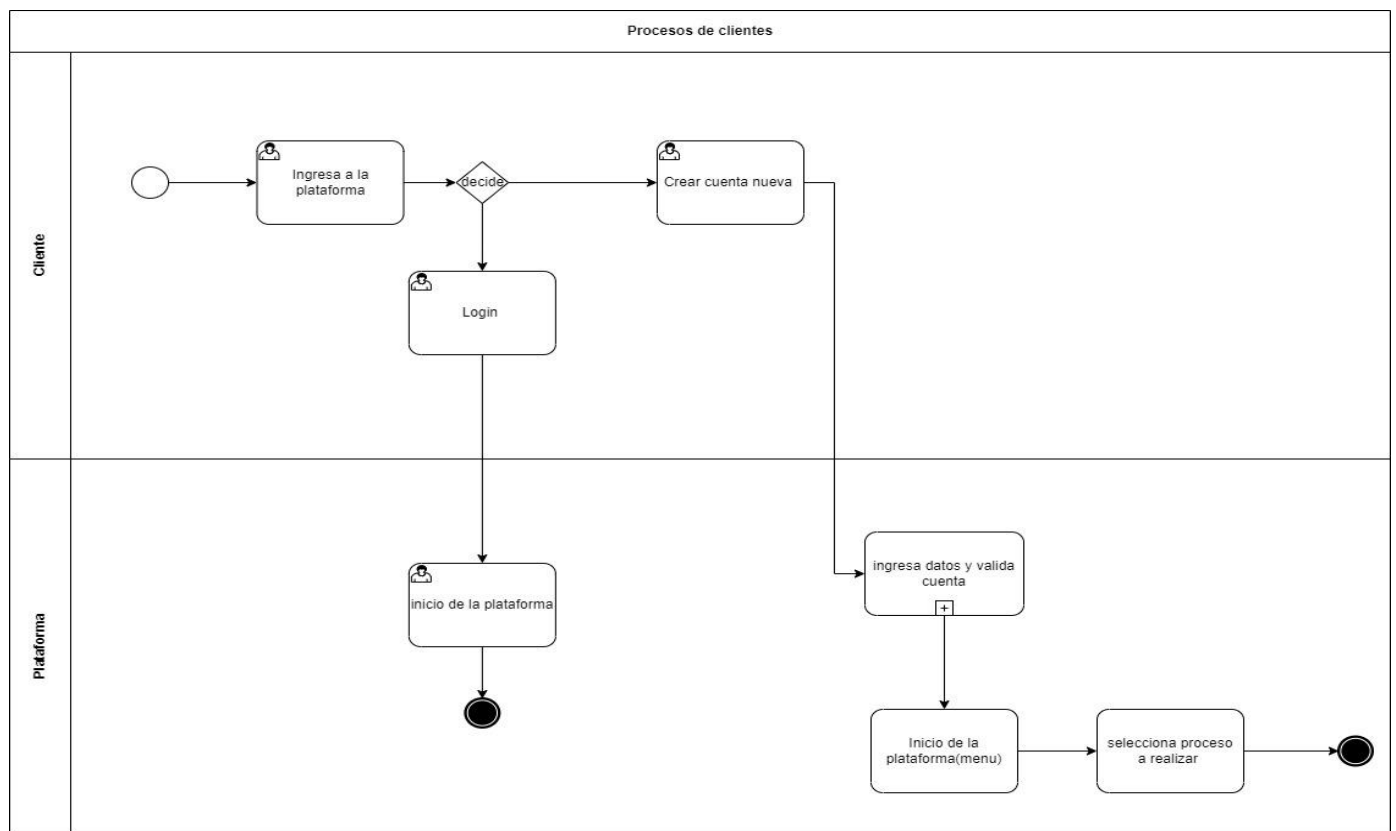 Procesos de clientes
Cliente
Ingresa a la
plataforma
decide
Crear cuenta nueva
Login
Plataforma
inicio de la plataforma
ingresa datos y valida
cuenta
Inicio de la
plataforma(menu)
selecciona proceso
a realizar